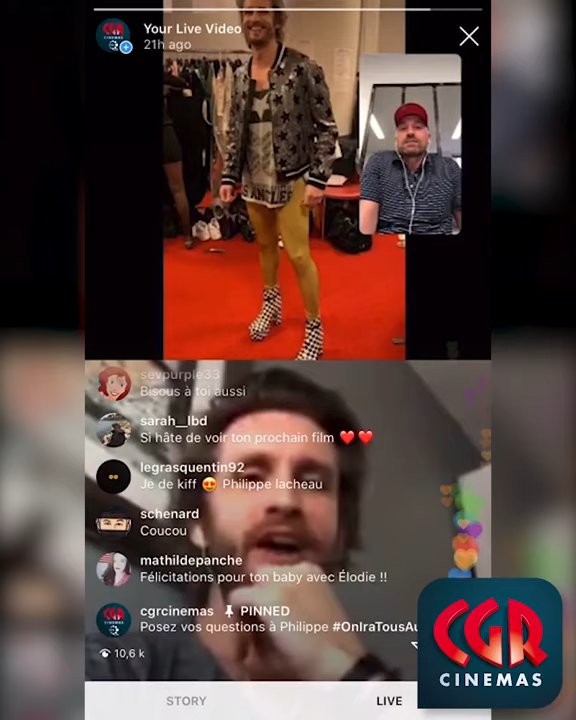 Your Live Video
21h ago
sevpurple33
Bisous à toi aussi
sarah__lbd
Si hâte de voir ton prochain film ❤️❤️
legrasquentin92
Je de kiff 😍 Philippe lacheau
schenard
Coucou
mathildepanche
Félicitations pour ton baby avec Élodie !!
cgrcinemas PINNED
Posez vos questions à Philippe #OnIraTousAu
10,6 k
STORY LIVE
CGR
CINEMAS